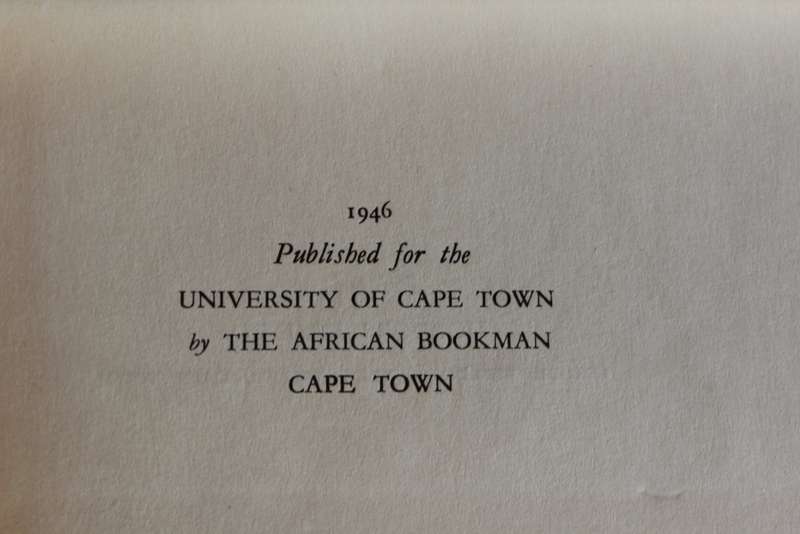 1946
Published for the
UNIVERSITY OF CAPE TOWN
by THE AFRICAN BOOKMAN
CAPE TOWN